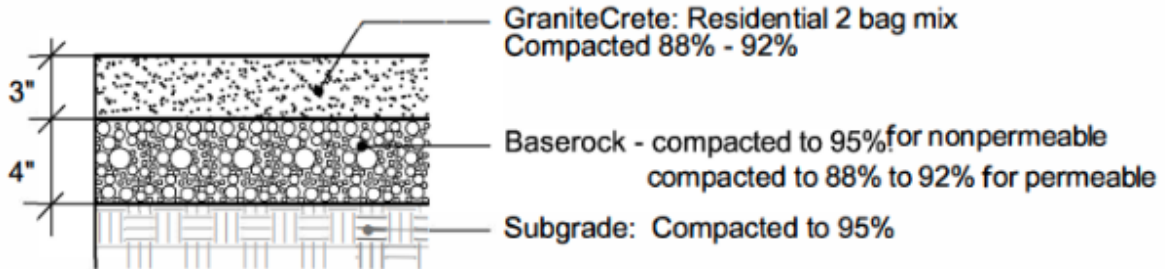 GraniteCrete: Residential 2 bag mix
Compacted 88% - 92%
3"
Baserock - compacted to 95% for nonpermeable
compacted to 88% to 92% for permeable
4"
Subgrade: Compacted to 95%